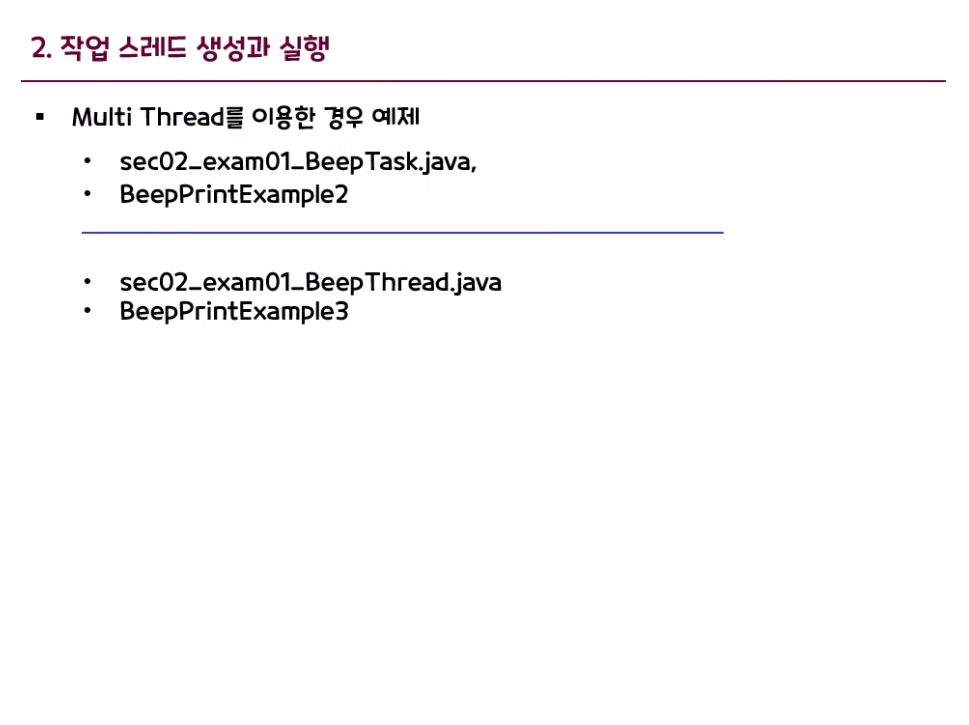 2. 작업 스레드 생성과 실행
▪ Multi Thread를 이용한 경우 예제
• sec02_exam01_BeepTask.java,
• BeepPrintExample2
• sec02_exam01_BeepThread.java
• BeepPrintExample3